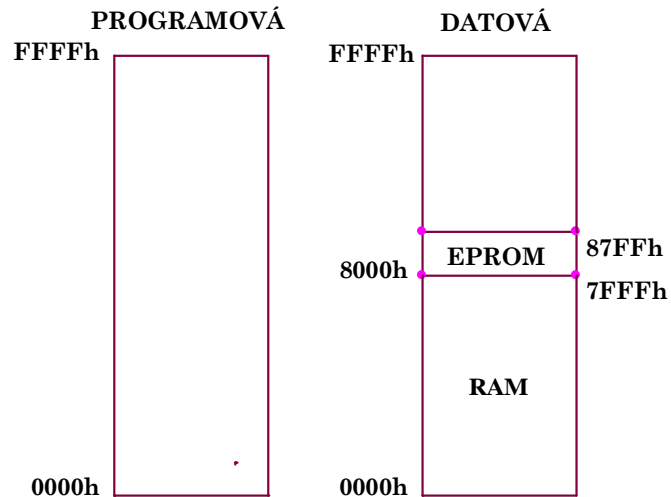 PROGRAMOVÁ
FFFFh
0000h
DATOVÁ
FFFFh
EPROM
87FFh
8000h
7FFFh
RAM
0000h